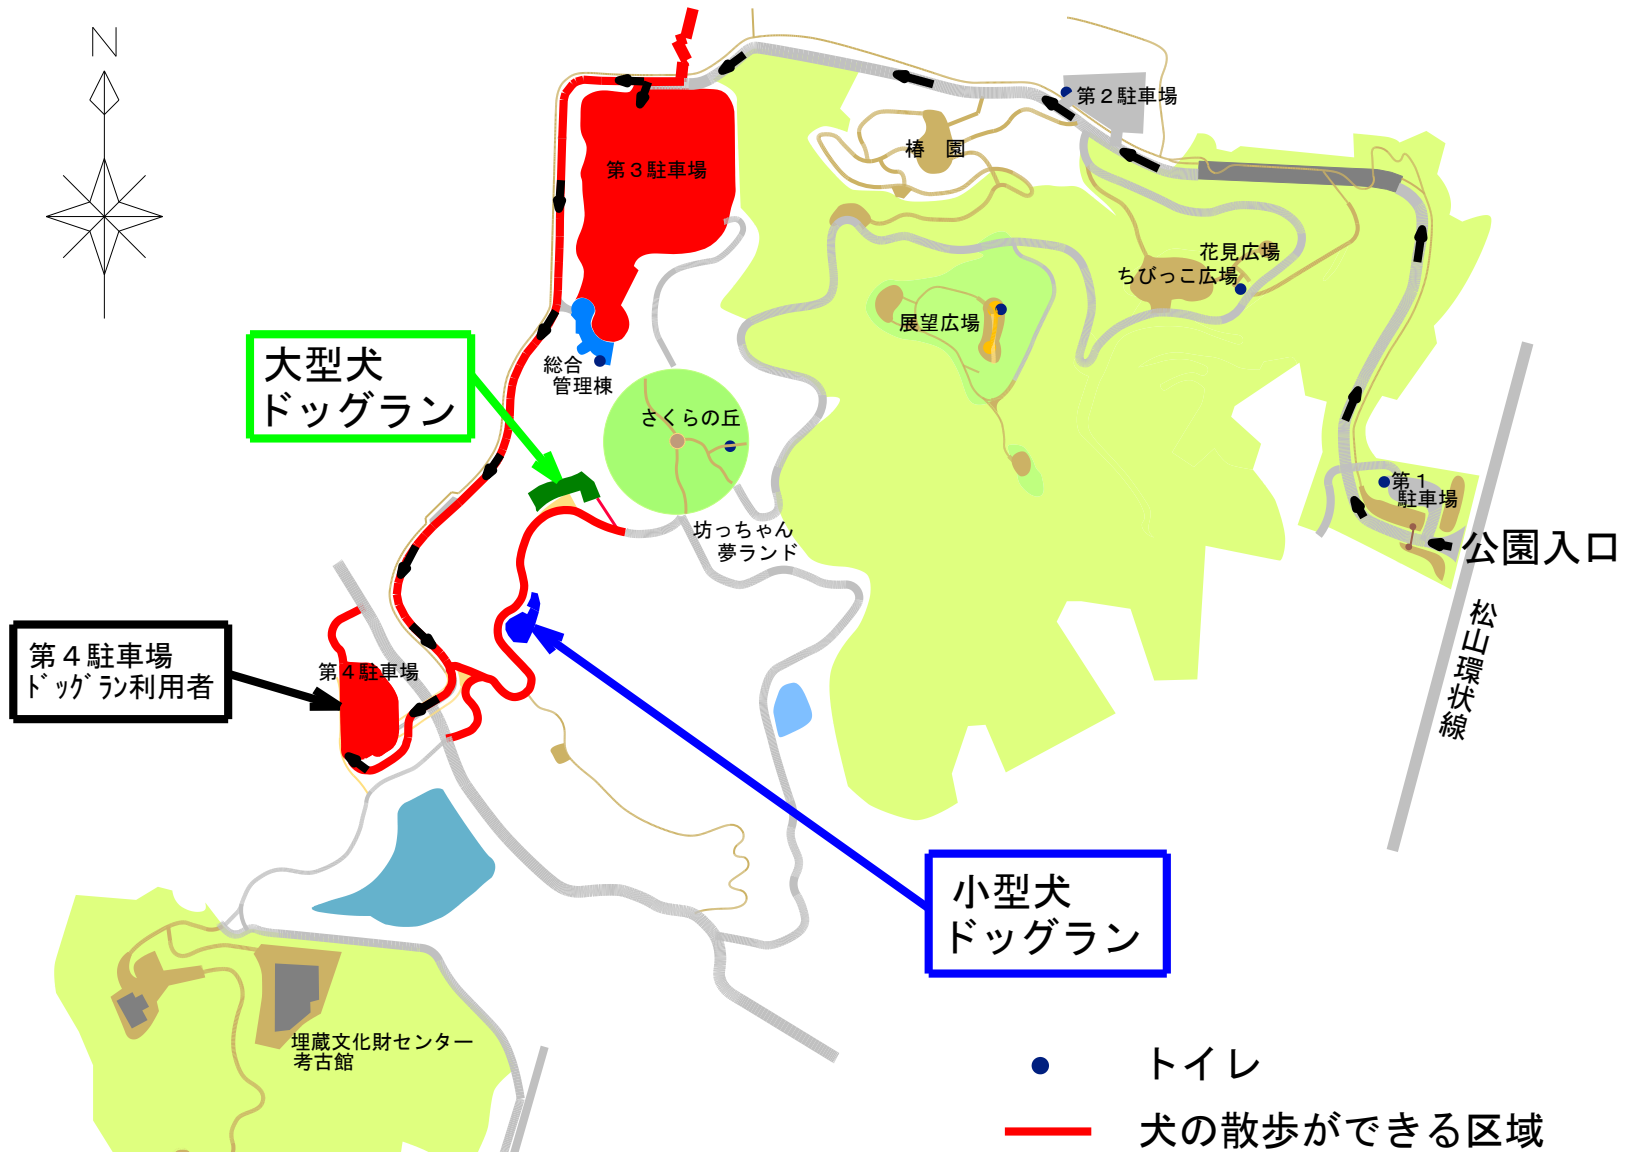 N
第２駐車場
椿　園
第３駐車場
花見広場
ちびっこ広場
展望広場
大型犬
ドッグラン
総合
管理棟
さくらの丘
第１
駐車場
坊っちゃん
夢ランド
公園入口
松山環状線
第４駐車場
ﾄﾞｯｸﾞﾗﾝ利用者
第４駐車場
小型犬
ドッグラン
埋蔵文化財センター
考古館
トイレ
犬の散歩ができる区域